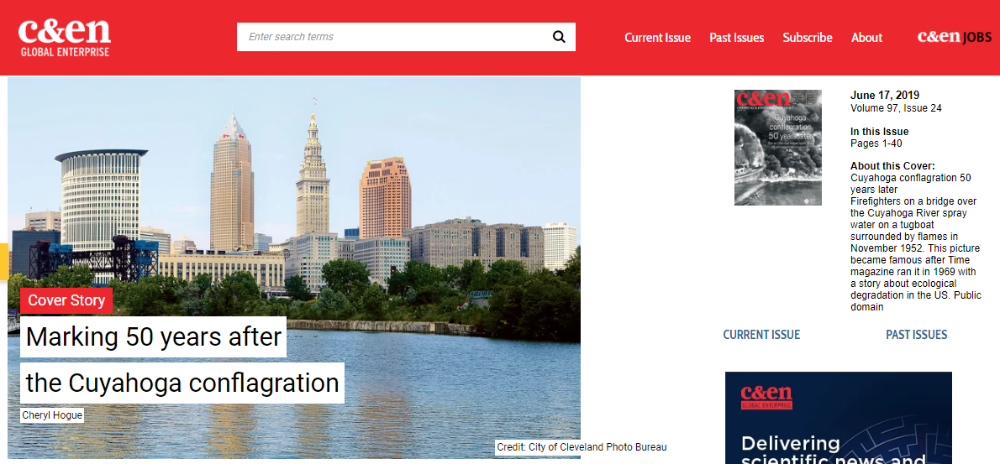 c&en
GLOBAL ENTERPRISE
Enter search terms
Current Issue
Past Issues
Subscribe
About
c&en JOBS
Cover Story
Marking 50 years after
the Cuyahoga conflagration
Cheryl Hogue
Credit: City of Cleveland Photo Bureau
c&en
Cuyahoga
conflagration
50 years later
June 17, 2019
Volume 97, Issue 24
In this Issue
Pages 1-40
About this Cover:
Cuyahoga conflagration 50
years later
Firefighters on a bridge over
the Cuyahoga River spray
water on a tugboat
surrounded by flames in
November 1952. This picture
became famous after Time
magazine ran it in 1969 with
a story about ecological
degradation in the US. Public
domain
CURRENT ISSUE
PAST ISSUES
c&en
GLOBAL ENTERPRISE
Delivering
scientific news and